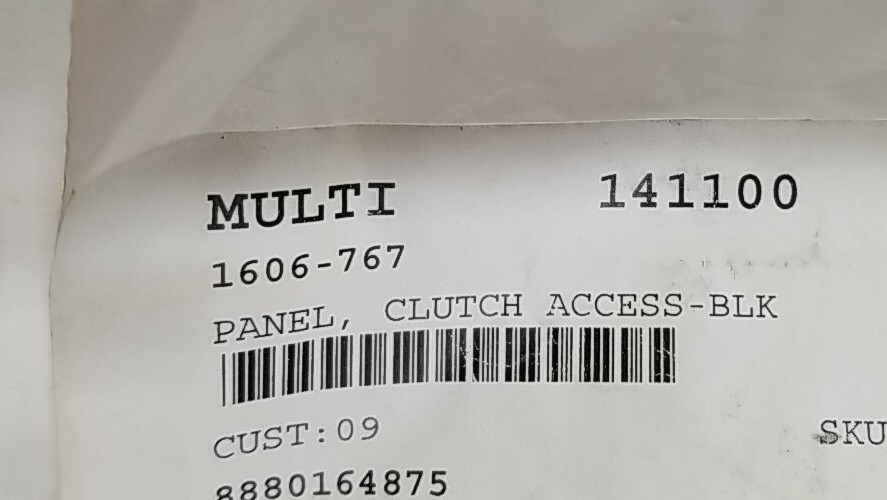 MULTI 141100
1606-767
PANEL, CLUTCH ACCESS-BLK
CUST:09 SKU
8880164875